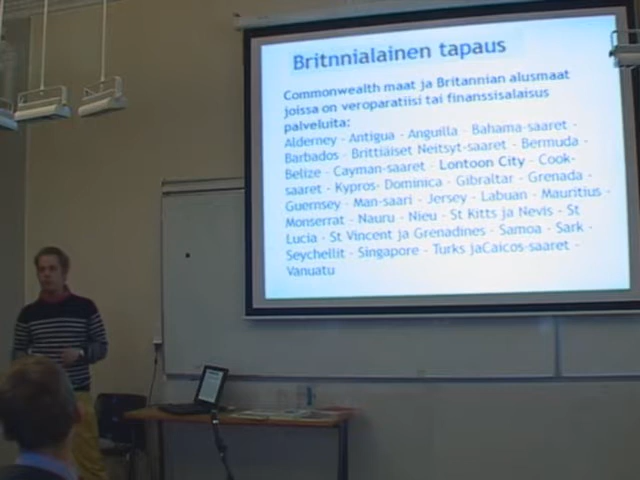 Britnnialainen tapaus
Commonwealth maat ja Britannian alusmaat
joissa on veroparatiisi tai finanssisalaisus
palveluita:
Alderney - Antigua - Anguilla - Bahama-saaret -
Barbados - Brittiäiset Neitsyt-saaret - Bermuda -
Belize - Cayman-saaret - Lontoon City - Cook-
saaret - Kypros- Dominica - Gibraltar - Grenada -
Guernsey - Man-saari - Jersey - Labuan - Mauritius -
Monserrat - Nauru - Nieu - St Kitts ja Nevis - St
Lucia - St Vincent ja Grenadines - Samoa - Sark -
Seychellit - Singapore - Turks jaCaicos-saaret -
Vanuatu